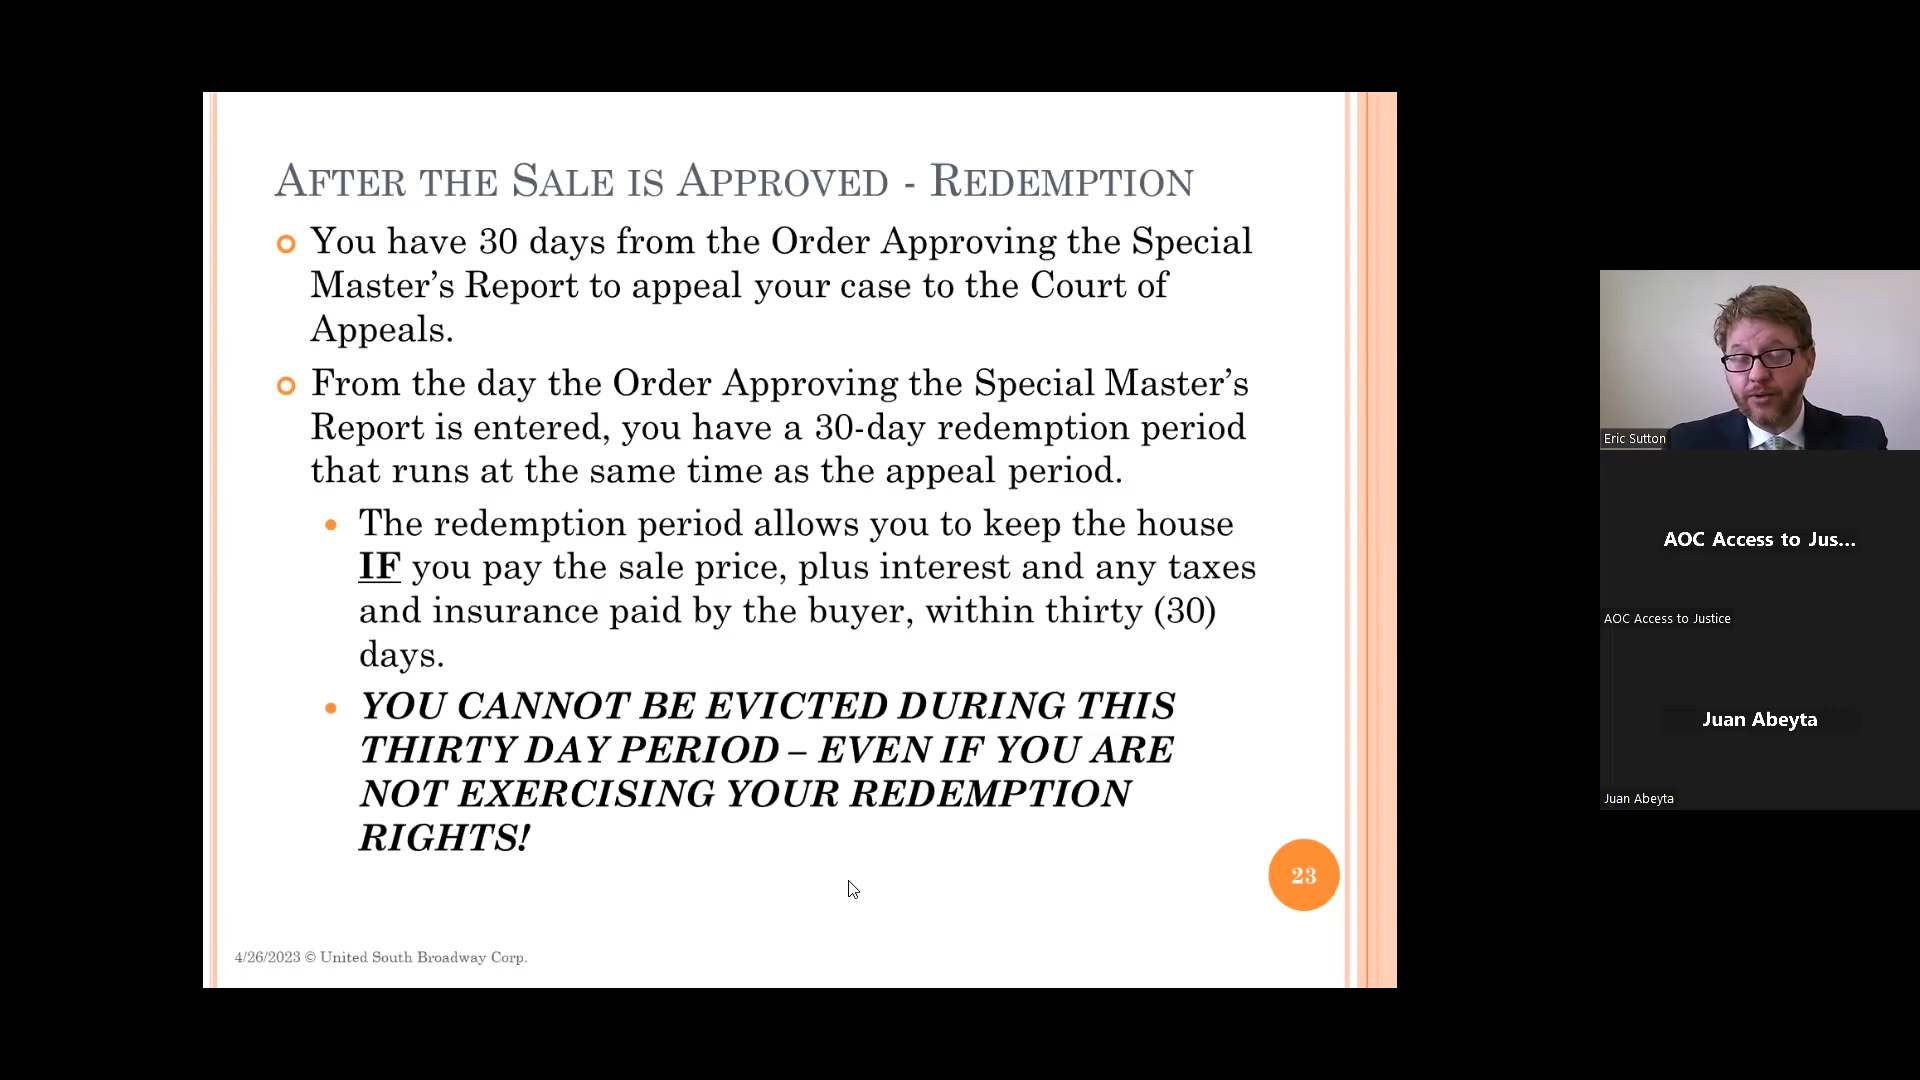 AFTER THE SALE IS APPROVED - REDEMPTION
You have 30 days from the Order Approving the Special
Master’s Report to appeal your case to the Court of
Appeals.
From the day the Order Approving the Special Master’s
Report is entered, you have a 30-day redemption period
that runs at the same time as the appeal period.
The redemption period allows you to keep the house
IF you pay the sale price, plus interest and any taxes
and insurance paid by the buyer, within thirty (30)
days.
YOU CANNOT BE EVICTED DURING THIS
THIRTY DAY PERIOD – EVEN IF YOU ARE
NOT EXERCISING YOUR REDEMPTION
RIGHTS!
23
4/26/2023 © United South Broadway Corp.
Eric Sutton
AOC Access to Jus...
AOC Access to Justice
Juan Abeyta
Juan Abeyta